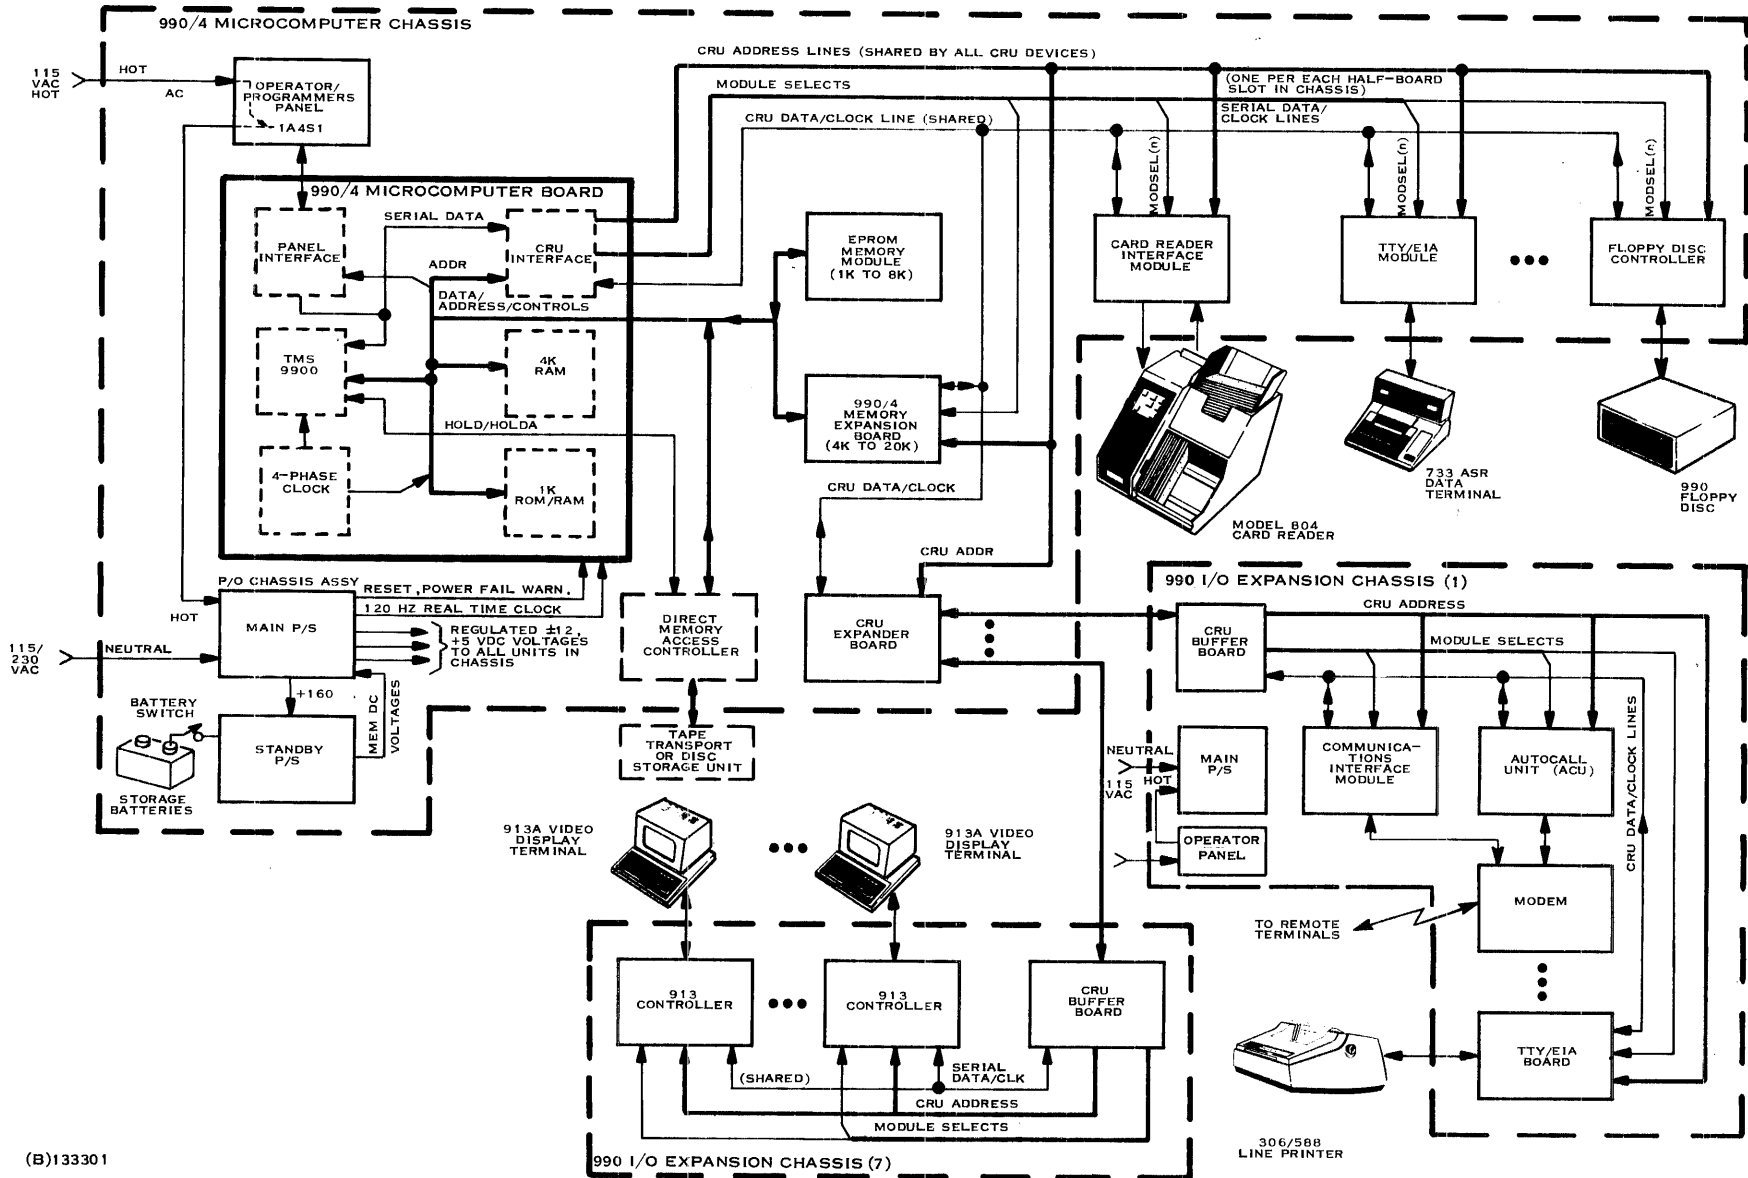 990/4 MICROCOMPUTER CHASSIS
115
VAC
HOT
HOT
AC
OPERATOR/
PROGRAMMERS
PANEL
1A4S1
CRU ADDRESS LINES (SHARED BY ALL CRU DEVICES)
MODULE SELECTS
CRU DATA/CLOCK LINE (SHARED)
(ONE PER EACH HALF-BOARD
SLOT IN CHASSIS)
SERIAL DATA/
CLOCK LINES
MODSEL(n)
MODSEL(n)
MODSEL(n)
990/4 MICROCOMPUTER BOARD
SERIAL DATA
PANEL
INTERFACE
CRU
INTERFACE
ADDR
DATA/
ADDRESS/CONTROLS
TMS
9900
4K
RAM
HOLD/HOLDA
4-PHASE
CLOCK
1K
ROM/RAM
EPROM
MEMORY
MODULE
(1K TO 8K)
990/4
MEMORY
EXPANSION
BOARD
(4K TO 20K)
CARD READER
INTERFACE
MODULE
TTY/EIA
MODULE
FLOPPY DISC
CONTROLLER
MODEL 804
CARD READER
733 ASR
DATA
TERMINAL
990
FLOPPY
DISC
CRU DATA/CLOCK
CRU ADDR
P/O CHASSIS ASSY
RESET, POWER FAIL WARN.
120 HZ REAL TIME CLOCK
HOT
MAIN P/S
REGULATED ±12,
+5 VDC VOLTAGES
TO ALL UNITS IN
CHASSIS
115/
230
VAC
NEUTRAL
+160
MEM DC
VOLTAGES
BATTERY
SWITCH
STANDBY
P/S
STORAGE
BATTERIES
DIRECT
MEMORY
ACCESS
CONTROLLER
TAPE
TRANSPORT
OR DISC
STORAGE UNIT
CRU
EXPANDER
BOARD
990 I/O EXPANSION CHASSIS (1)
CRU
BUFFER
BOARD
CRU ADDRESS
MODULE SELECTS
NEUTRAL
HOT
115
VAC
MAIN
P/S
OPERATOR
PANEL
COMMUNICA-
TIONS
INTERFACE
MODULE
AUTOCALL
UNIT (ACU)
CRU DATA/CLOCK LINES
MODEM
TO REMOTE
TERMINALS
TTY/EIA
BOARD
306/588
LINE PRINTER
913A VIDEO
DISPLAY
TERMINAL
913A VIDEO
DISPLAY
TERMINAL
913
CONTROLLER
913
CONTROLLER
CRU
BUFFER
BOARD
(SHARED)
SERIAL
DATA/CLK
CRU ADDRESS
MODULE SELECTS
990 I/O EXPANSION CHASSIS (7)
(B)133301